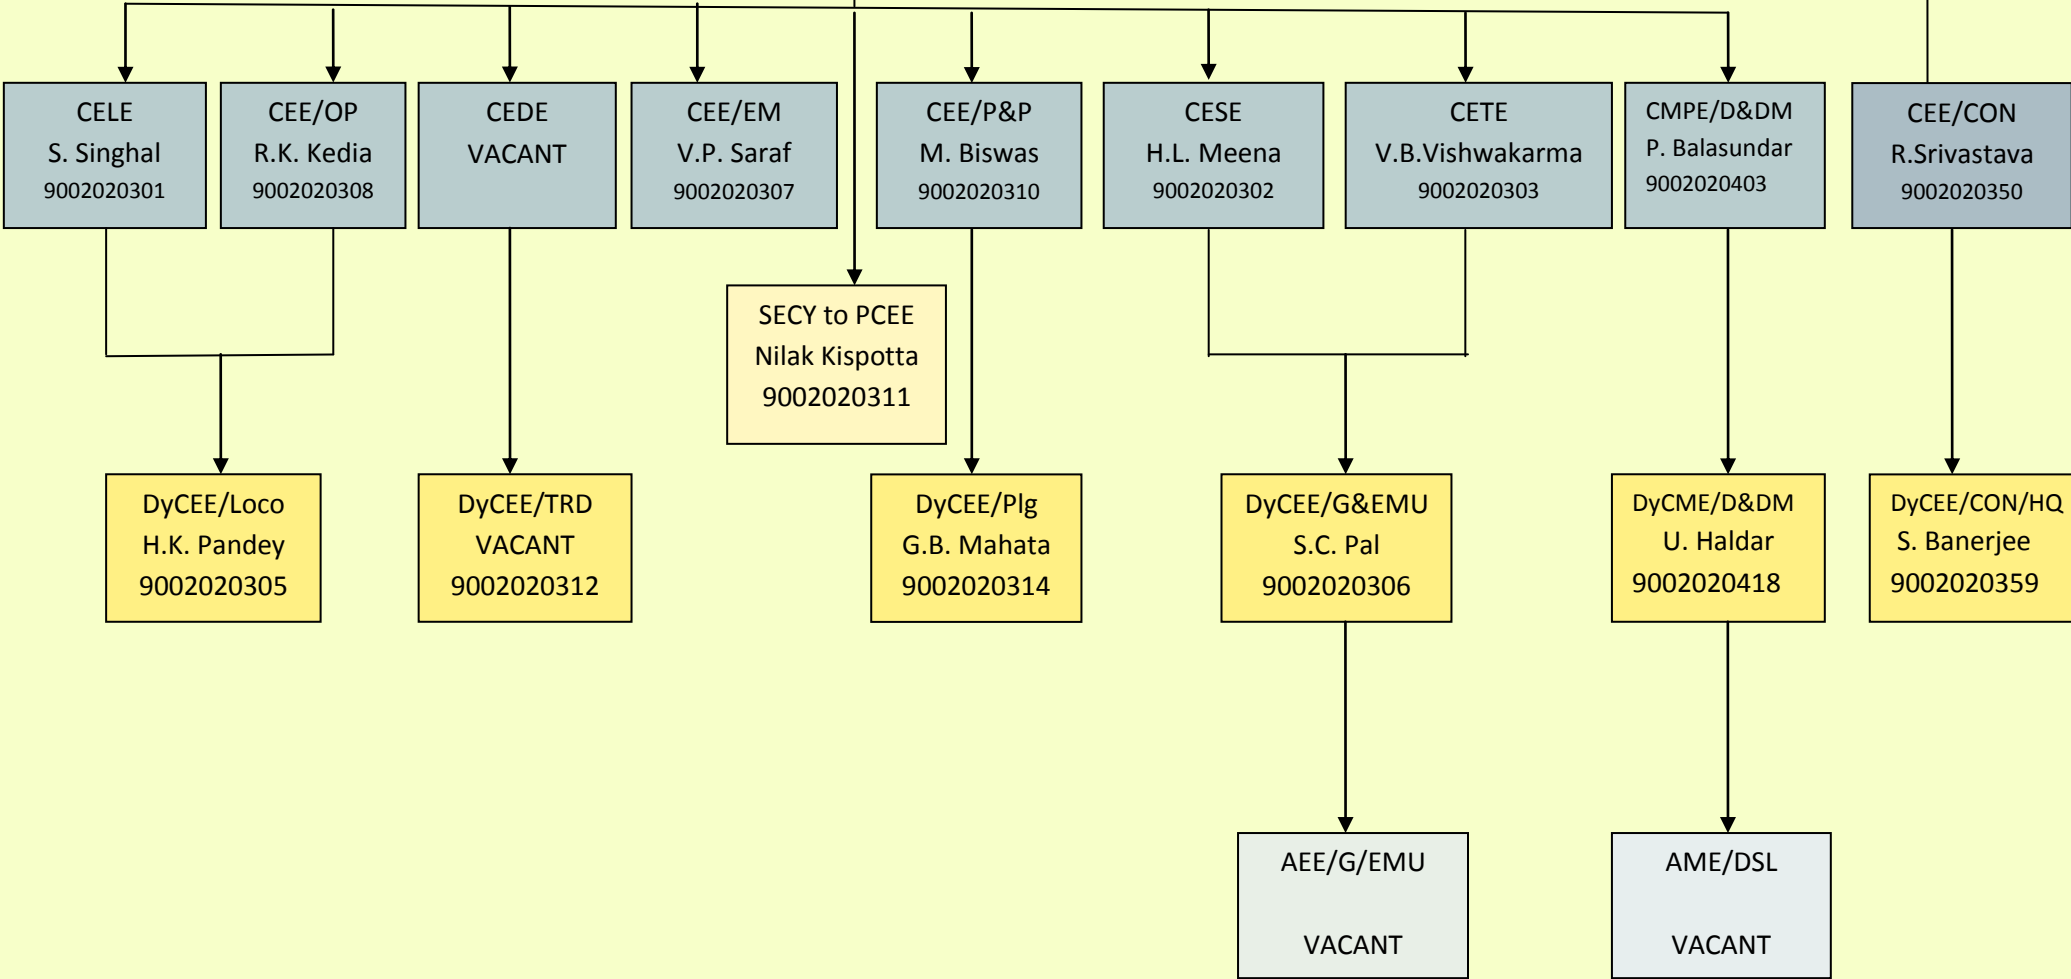 CELE
S. Singhal
9002020301
CEE/OP
R.K. Kedia
9002020308
CEDE
VACANT
CEE/EM
V.P. Saraf
9002020307
CEE/P&P
M. Biswas
9002020310
CESE
H.L. Meena
9002020302
CETE
V.B.Vishwakarma
9002020303
CMPE/D&DM
P. Balasundar
9002020403
CEE/CON
R.Srivastava
9002020350
SECY to PCEE
Nilak Kispotta
9002020311
DyCEE/Loco
H.K. Pandey
9002020305
DyCEE/TRD
VACANT
9002020312
DyCEE/Plg
G.B. Mahata
9002020314
DyCEE/G&EMU
S.C. Pal
9002020306
DyCME/D&DM
U. Haldar
9002020418
DyCEE/CON/HQ
S. Banerjee
9002020359
AEE/G/EMU
VACANT
AME/DSL
VACANT